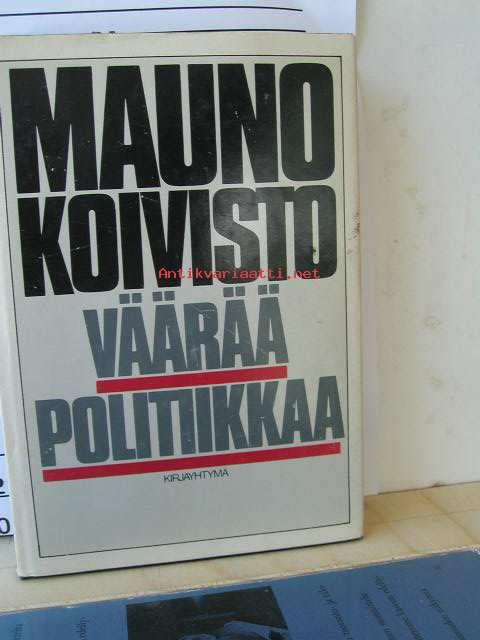 MAUNO
KOIVISTO
Antikvariaatti.net
VÄÄRÄÄ
POLITIIKKAA
KIRJAYHTYMÄ